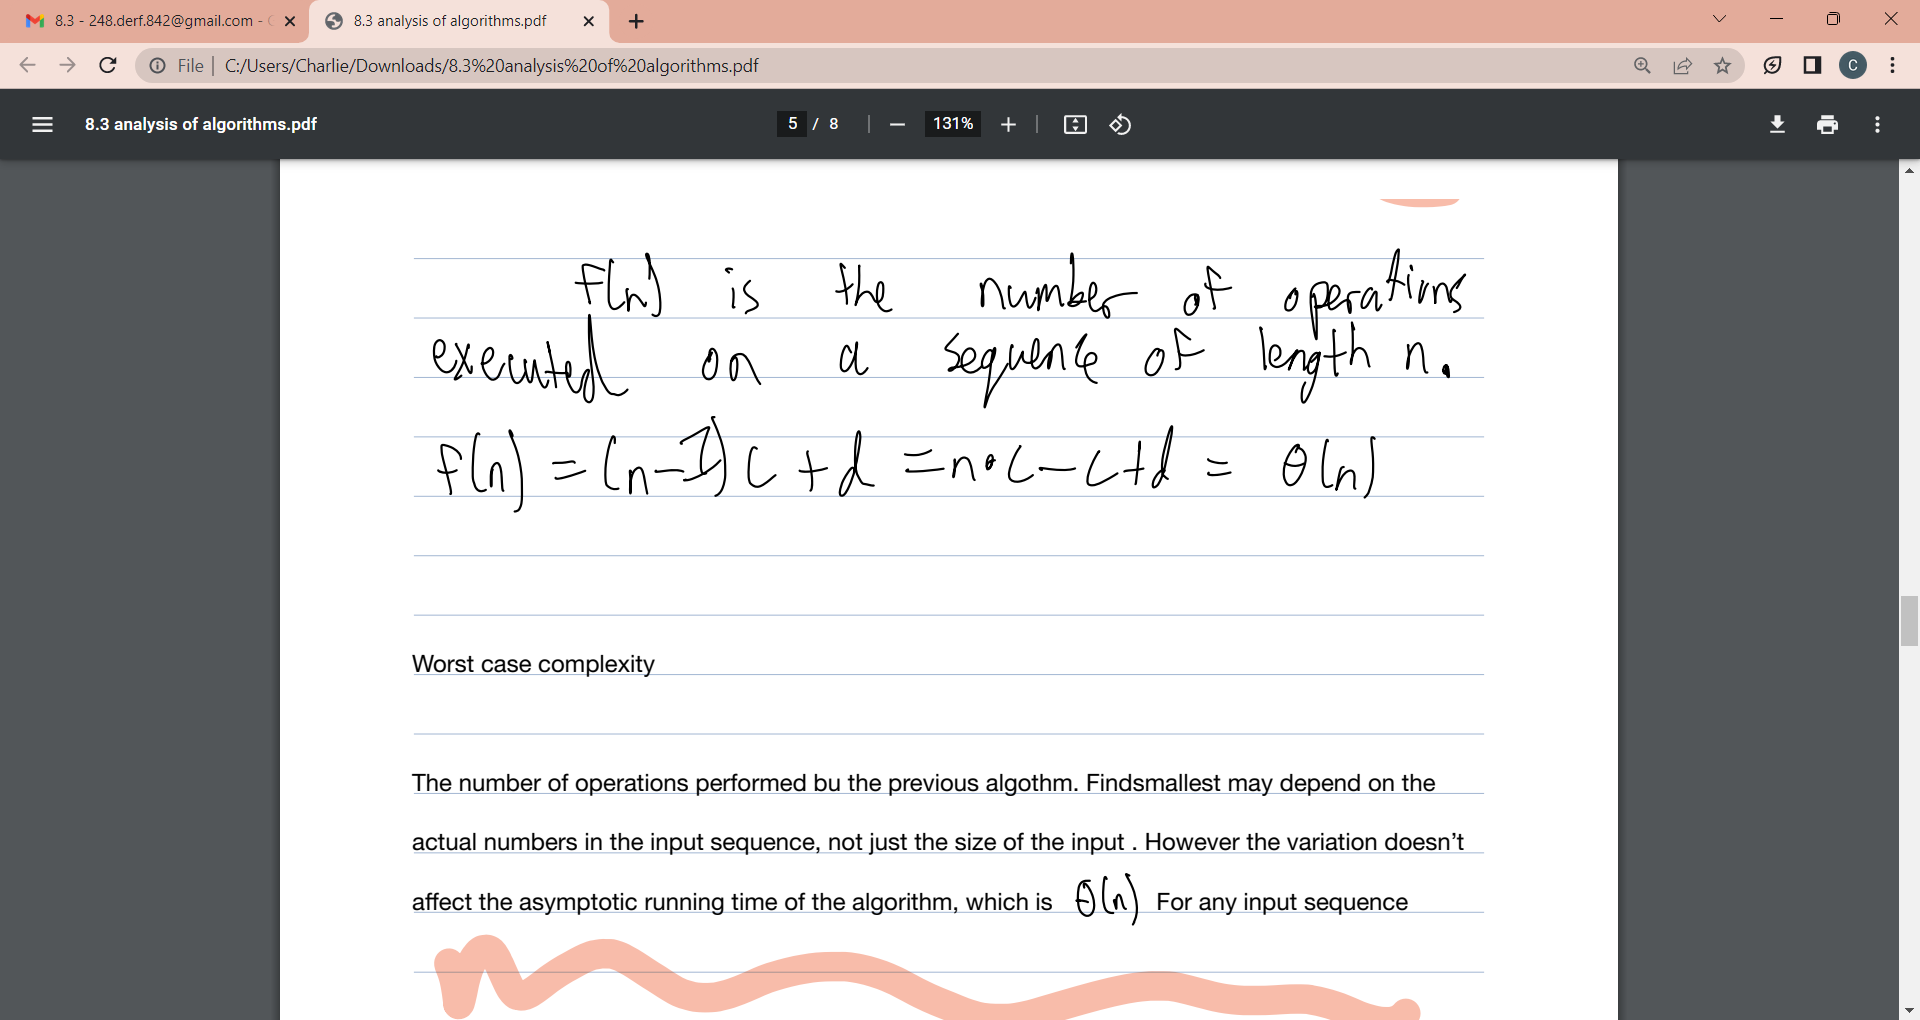 8.3 - 248.derf.842@gmail.com -
8.3 analysis of algorithms.pdf
File | C:/Users/Charlie/Downloads/8.3%20analysis%20of%20algorithms.pdf
C
8.3 analysis of algorithms.pdf
5 / 8
131%
f(n) is the number of operations
executed on a sequence of length n.
f(n) = (n-1)c + d = n•c-c+d = θ(n)
Worst case complexity
The number of operations performed bu the previous algothm. Findsmallest may depend on the
actual numbers in the input sequence, not just the size of the input . However the variation doesn’t
affect the asymptotic running time of the algorithm, which is θ(n) For any input sequence